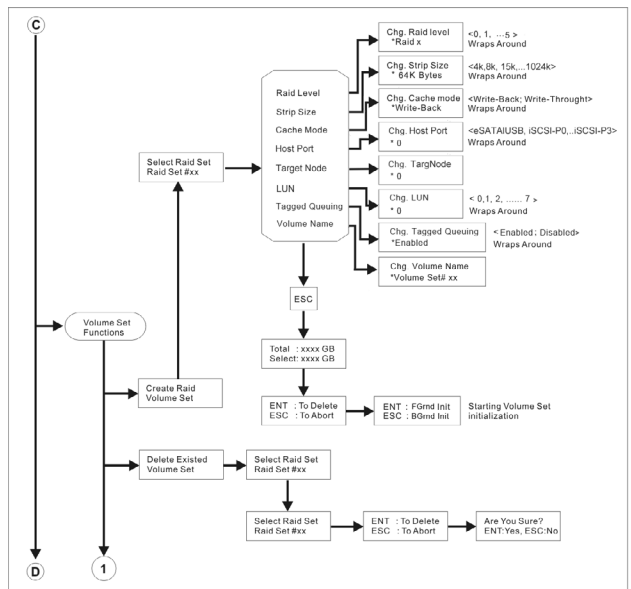 C
Chg. Raid level
*Raid x
<0, 1, ...5 >
Wraps Around
Chg. Strip Size
* 64K Bytes
<4k,8k, 15k,...1024k>
Wraps Around
Chg. Cache mode
*Write-Back
<Write-Back; Write-Throught>
Wraps Around
Chg. Host Port
* 0
<eSATAIUSB, iSCSI-P0,..iSCSI-P3>
Wraps Around
Chg. TargNode
* 0
Chg. LUN
* 0
< 0,1, 2, ...... 7 >
Wraps Around
Chg. Tagged Queuing
*Enabled
< Enabled; Disabled>
Wraps Around
Chg. Volume Name
*Volume Set# xx
Raid Level
Strip Size
Cache Mode
Host Port
Target Node
LUN
Tagged Queuing
Volume Name
Select Raid Set
Raid Set #xx
ESC
Volume Set
Functions
Total : xxxx GB
Select: xxxx GB
Create Raid
Volume Set
ENT : To Delete
ESC : To Abort
ENT : FGrnd Init
ESC : BGrnd Init
Starting Volume Set
initialization
Delete Existed
Volume Set
Select Raid Set
Raid Set #xx
Select Raid Set
Raid Set #xx
ENT : To Delete
ESC : To Abort
Are You Sure?
ENT:Yes, ESC:No
D
1